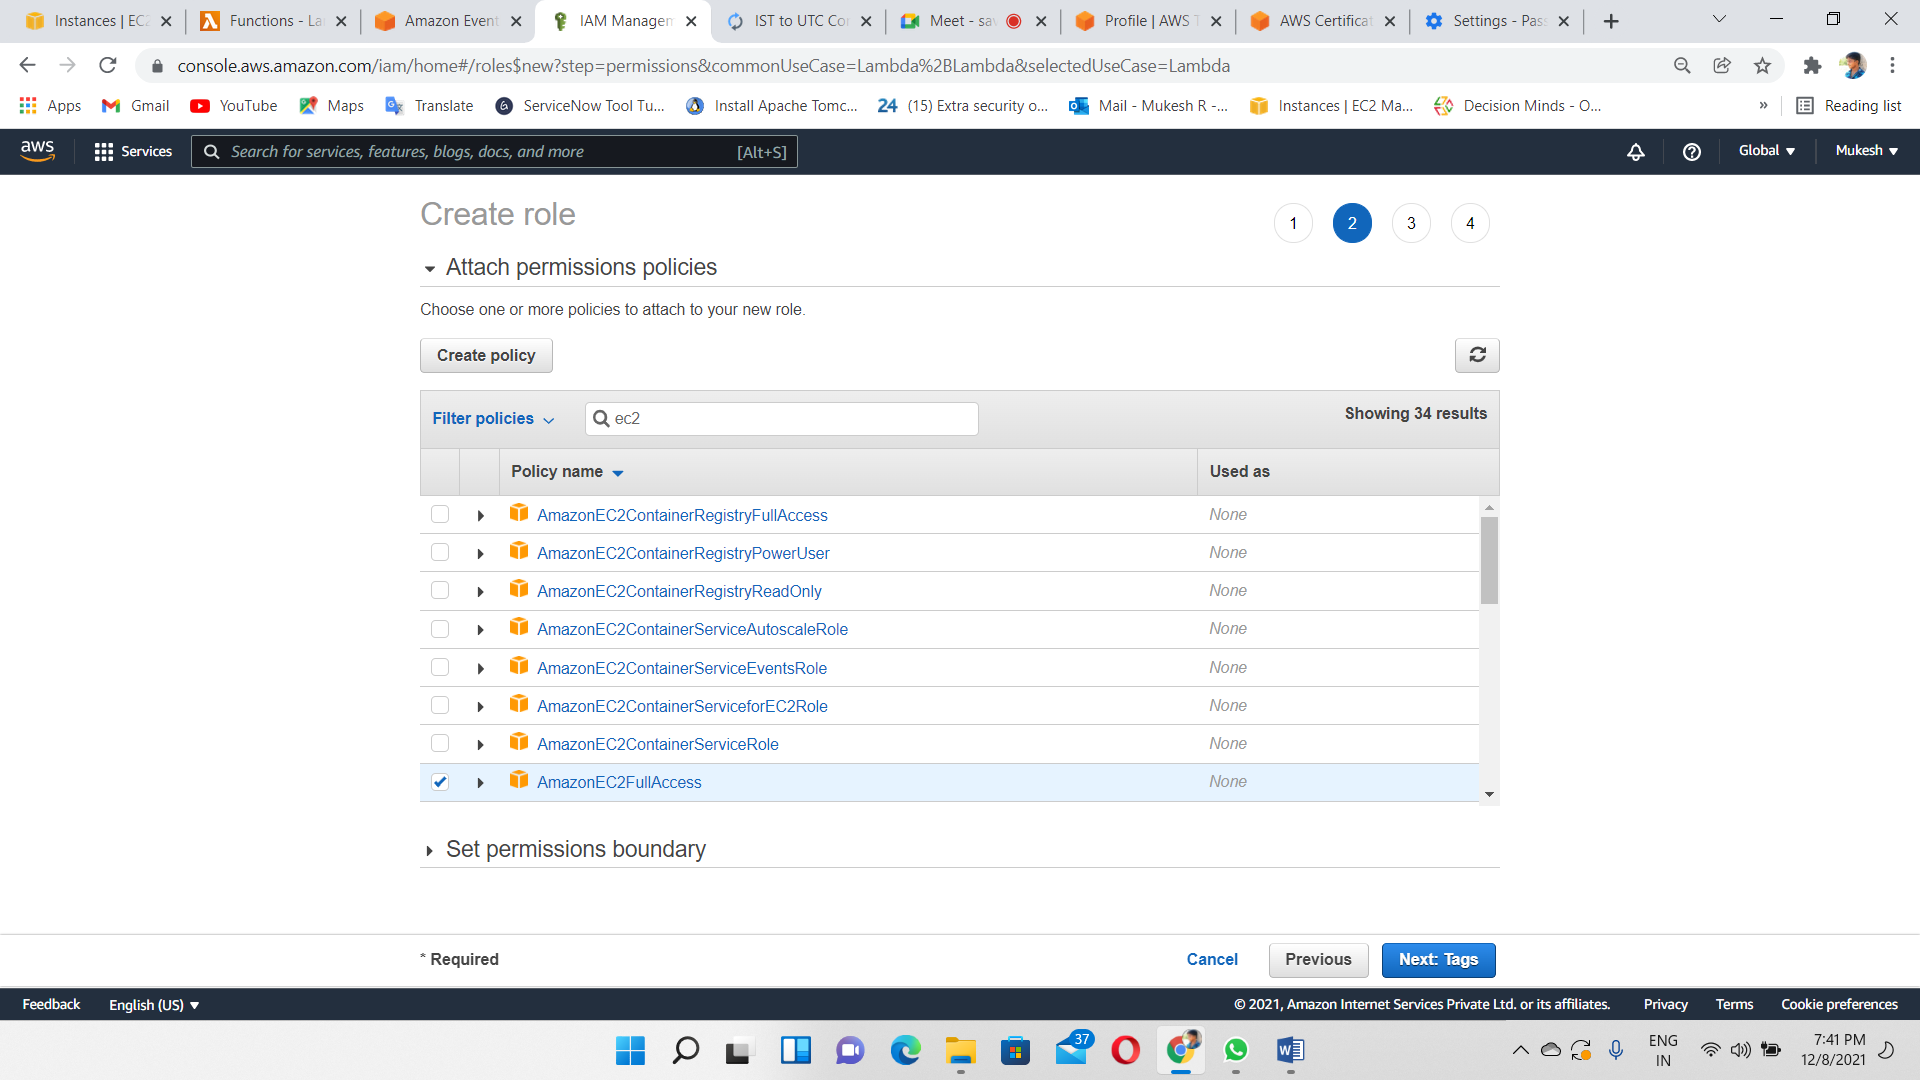 Instances | EC2
Functions - La
Amazon Event
IAM Managem
IST to UTC Co
Meet - sa
Profile | AWS T
AWS Certificat
Settings - Pas
console.aws.amazon.com/iam/home#/roles$new?step=permissions&commonUseCase=Lambda%2BLambda&selectedUseCase=Lambda
Apps
Gmail
YouTube
Maps
Translate
ServiceNow Tool Tu...
Install Apache Tomc...
24 (15) Extra security o...
Mail - Mukesh R -...
Instances | EC2 Ma...
Decision Minds - O...
»
Reading list
aws
Services
Search for services, features, blogs, docs, and more
[Alt+S]
Global
Mukesh
Create role
1
2
3
4
Attach permissions policies
Choose one or more policies to attach to your new role.
Create policy
Filter policies
ec2
Showing 34 results
Policy name
Used as
AmazonEC2ContainerRegistryFullAccess
None
AmazonEC2ContainerRegistryPowerUser
None
AmazonEC2ContainerRegistryReadOnly
None
AmazonEC2ContainerServiceAutoscaleRole
None
AmazonEC2ContainerServiceEventsRole
None
AmazonEC2ContainerServiceforEC2Role
None
AmazonEC2ContainerServiceRole
None
AmazonEC2FullAccess
None
Set permissions boundary
* Required
Cancel
Previous
Next: Tags
Feedback
English (US)
© 2021, Amazon Internet Services Private Ltd. or its affiliates.
Privacy
Terms
Cookie preferences
37
ENG
IN
7:41 PM
12/8/2021